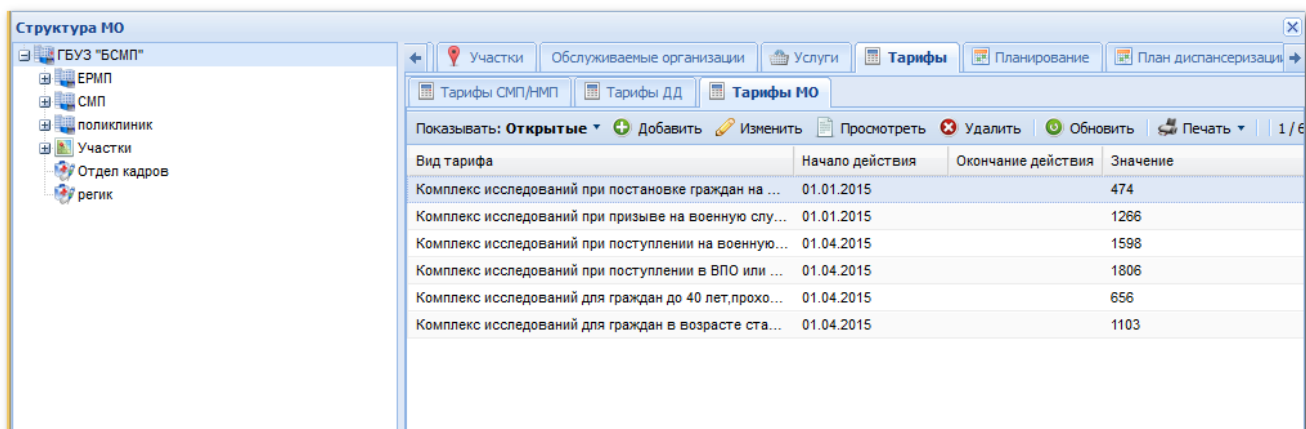 Структура МО
ГБУЗ "БСМП"
ЕРМП
СМП
поликлиник
Участки
Отдел кадров
регик
Участки Обслуживаемые организации Услуги Тарифы Планирование План диспансеризаци
Тарифы СМП/НМП Тарифы ДД Тарифы МО
Показывать: Открытые Добавить Изменить Просмотреть Удалить Обновить Печать 1 / 6
Вид тарифа Начало действия Окончание действия Значение
Комплекс исследований при постановке граждан на ... 01.01.2015 474
Комплекс исследований при призыве на военную слу... 01.01.2015 1266
Комплекс исследований при поступлении на военную... 01.04.2015 1598
Комплекс исследований при поступлении в ВПО или ... 01.04.2015 1806
Комплекс исследований для граждан до 40 лет,прохо... 01.04.2015 656
Комплекс исследований для граждан в возрасте ста... 01.04.2015 1103